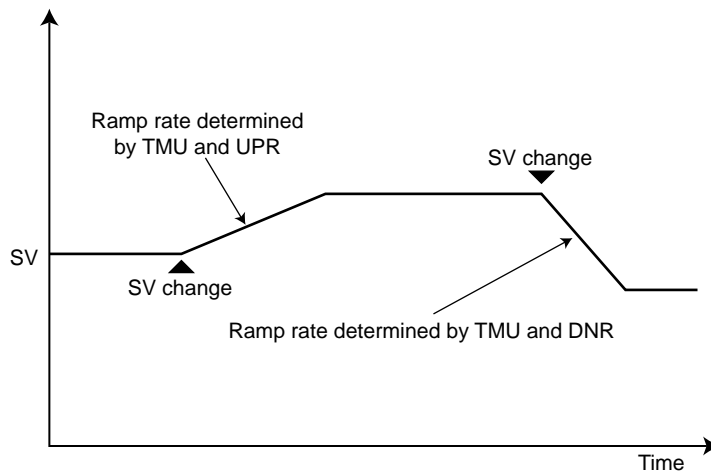 Ramp rate determined
by TMU and UPR
SV change
SV
SV change
Ramp rate determined by TMU and DNR
Time